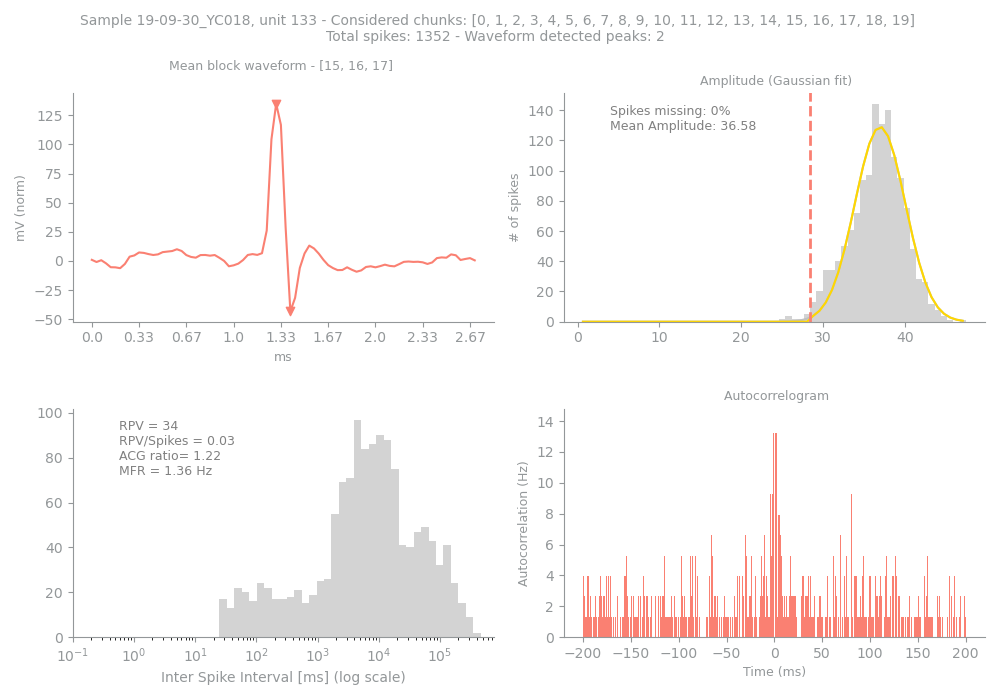 Sample 19-09-30_YC018, unit 133 - Considered chunks: [0, 1, 2, 3, 4, 5, 6, 7, 8, 9, 10, 11, 12, 13, 14, 15, 16, 17, 18, 19]
Total spikes: 1352 - Waveform detected peaks: 2
Mean block waveform - [15, 16, 17]
mV (norm)
125
100
75
50
25
0
−25
−50
0.0 0.33 0.67 1.0 1.33 1.67 2.0 2.33 2.67
ms
Amplitude (Gaussian fit)
Spikes missing: 0%
Mean Amplitude: 36.58
# of spikes
140
120
100
80
60
40
20
0
0 10 20 30 40
RPV = 34
RPV/Spikes = 0.03
ACG ratio= 1.22
MFR = 1.36 Hz
100
80
60
40
20
0
10⁻¹ 10⁰ 10¹ 10² 10³ 10⁴ 10⁵
Inter Spike Interval [ms] (log scale)
Autocorrelogram
Autocorrelation (Hz)
14
12
10
8
6
4
2
0
−200 −150 −100 −50 0 50 100 150 200
Time (ms)